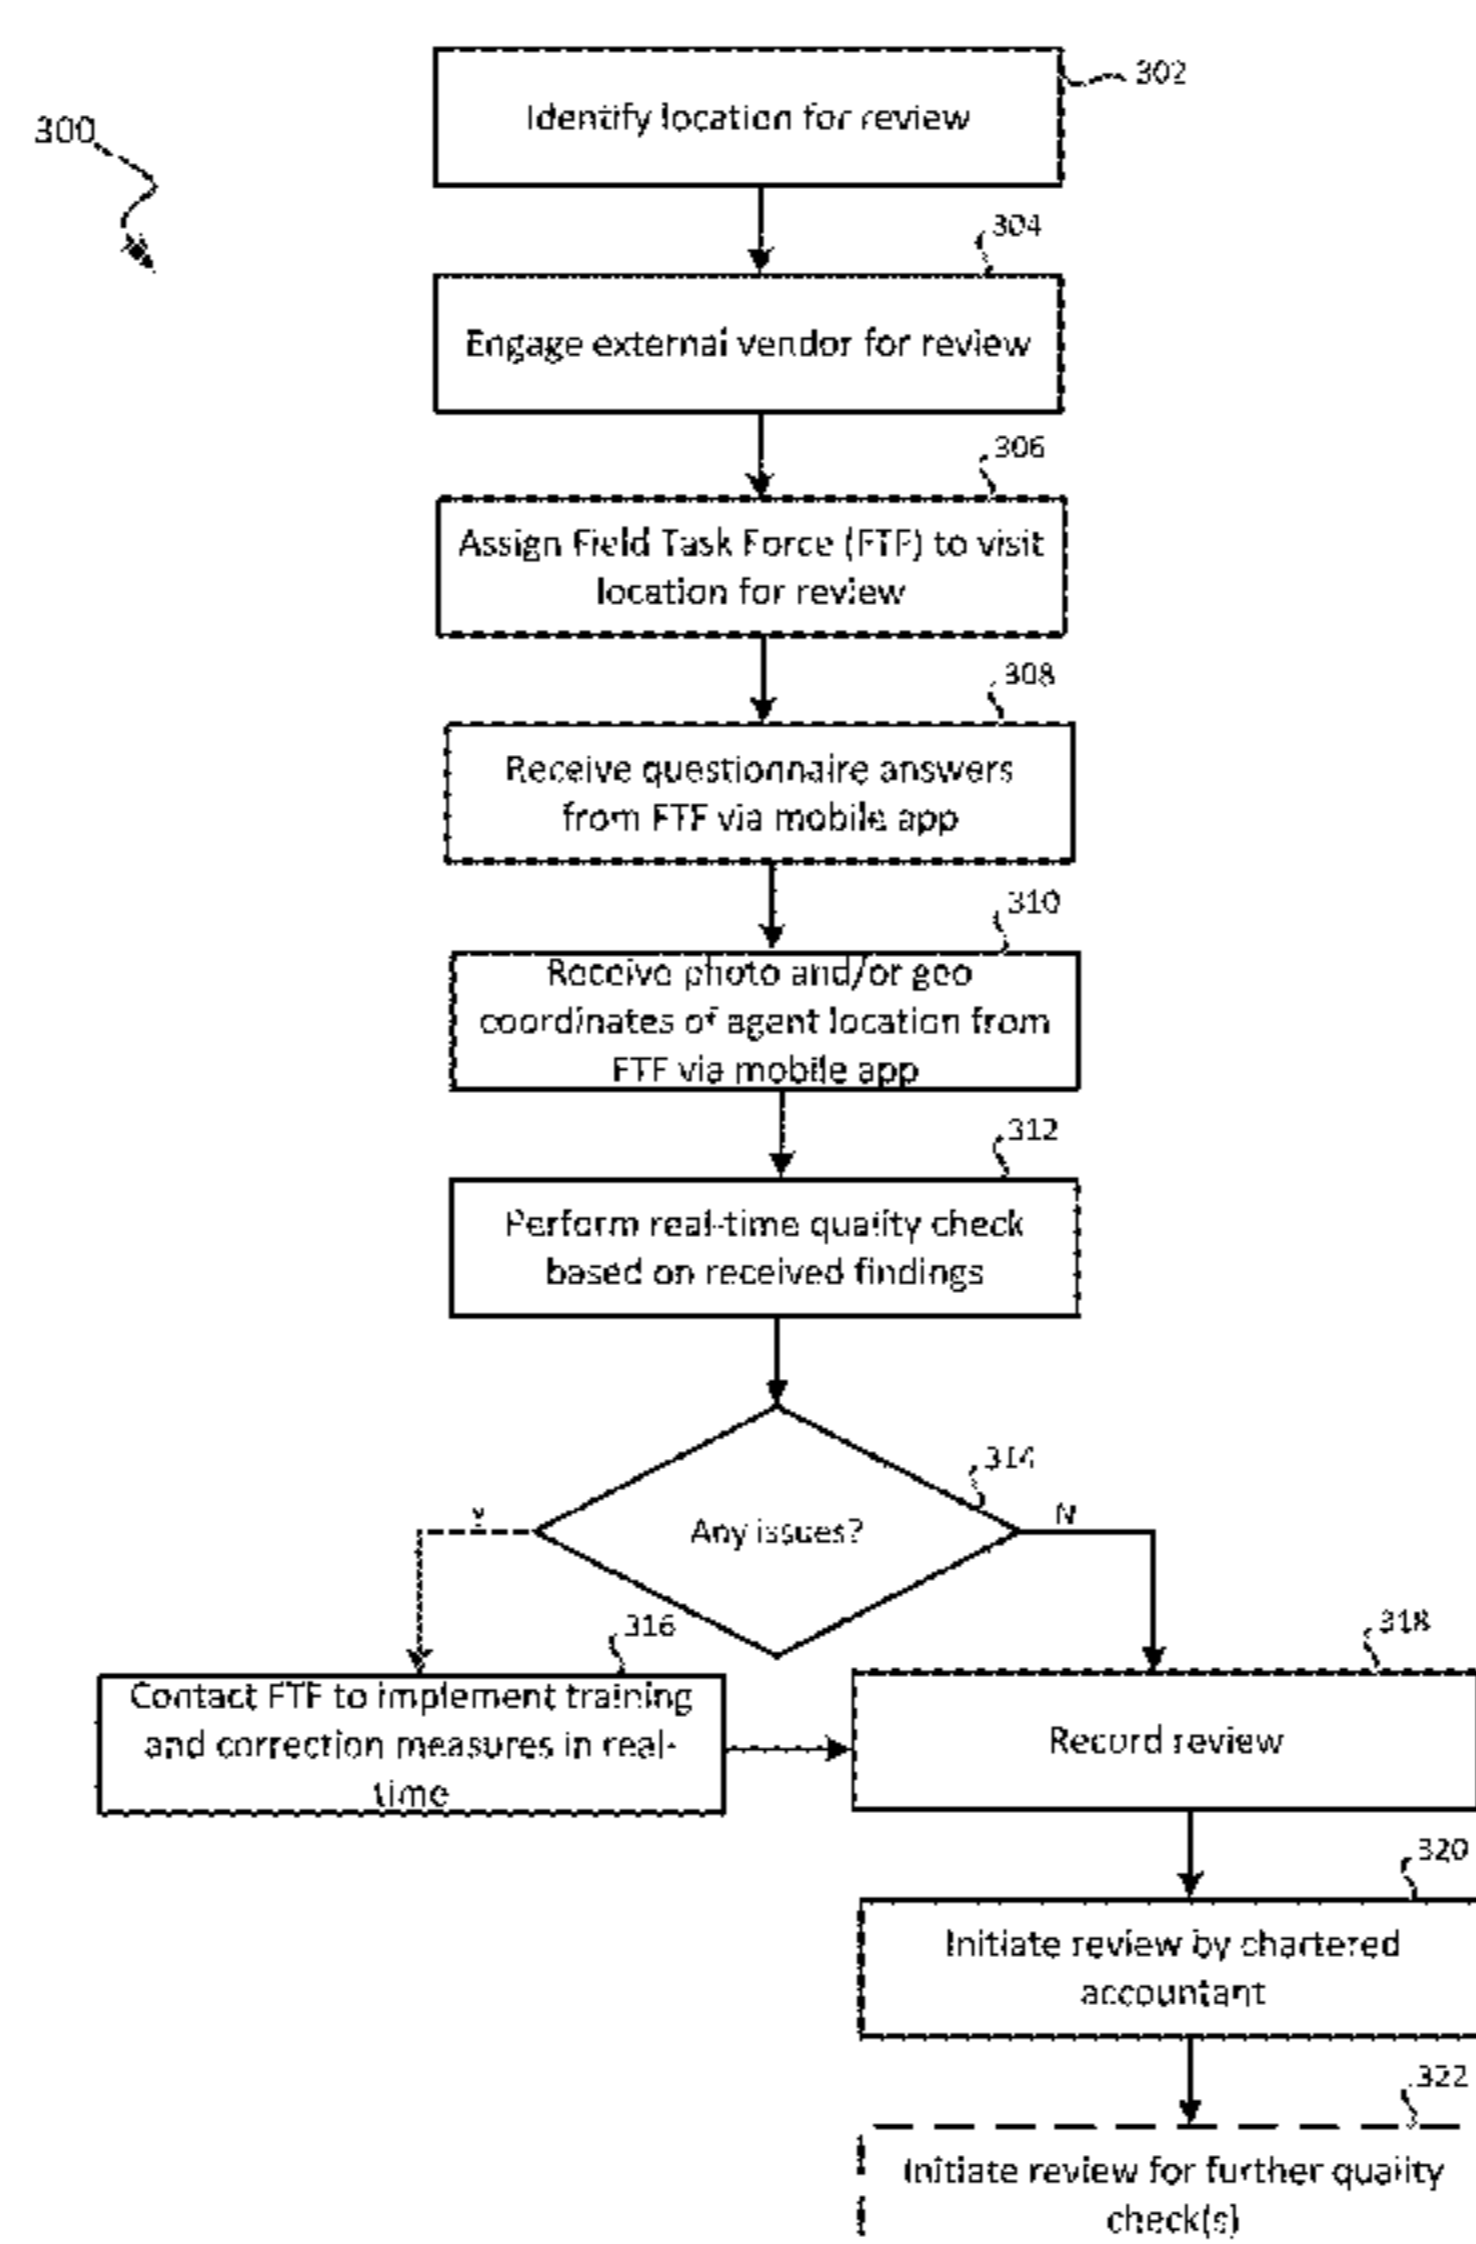 302
Identify location for review
300
304
Engage external vendor for review
306
Assign Field Task Force (FTF) to visit
location for review
308
Receive questionnaire answers
from FTF via mobile app
310
Receive photo and/or geo
coordinates of agent location from
FTF via mobile app
312
Perform real-time quality check
based on received findings
314
Y
Any issues?
N
316
318
Contact FTF to implement training
and correction measures in real-
time
Record review
320
Initiate review by chartered
accountant
322
Initiate review for further quality
check(s)